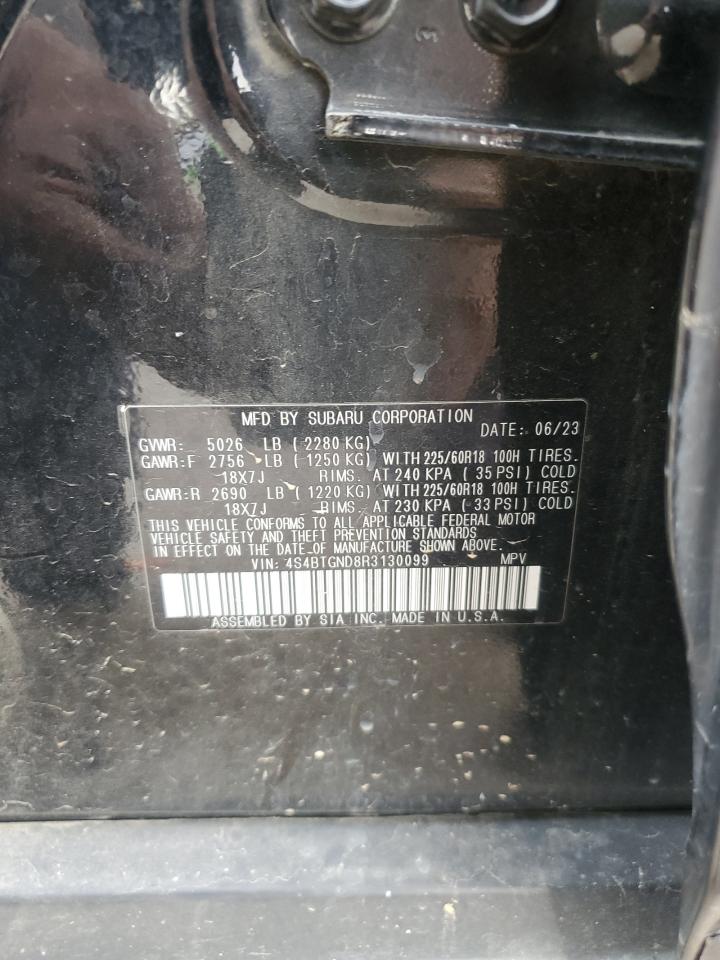 3
MFD BY SUBARU CORPORATION DATE: 06/23
GVWR: 5026 LB ( 2280 KG)
GAWR:F 2756 LB ( 1250 KG) WITH 225/60R18 100H TIRES.
18X7J RIMS. AT 240 KPA ( 35 PSI) COLD
GAWR:R 2690 LB ( 1220 KG) WITH 225/60R18 100H TIRES.
18X7J RIMS. AT 230 KPA ( 33 PSI) COLD
THIS VEHICLE CONFORMS TO ALL APPLICABLE FEDERAL MOTOR
VEHICLE SAFETY AND THEFT PREVENTION STANDARDS
IN EFFECT ON THE DATE OF MANUFACTURE SHOWN ABOVE.
VIN: 4S4BTGND8R3130099 MPV
ASSEMBLED BY SIA INC. MADE IN U.S.A.